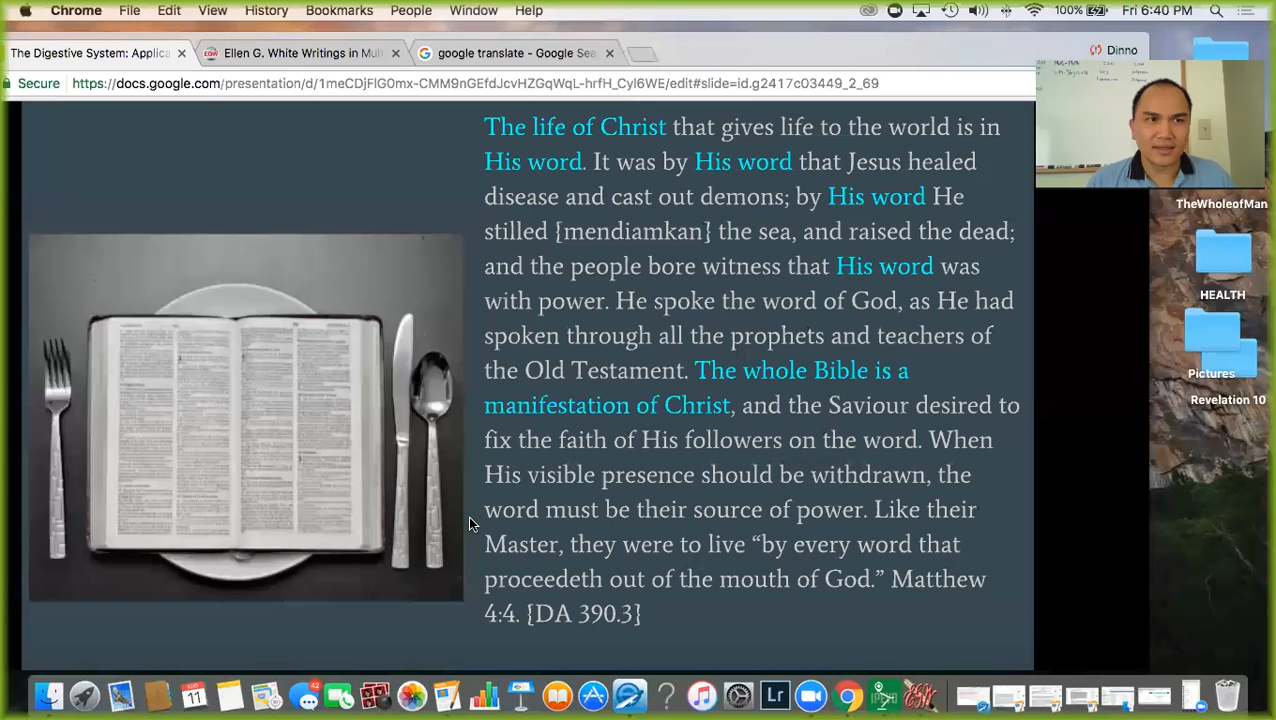 Chrome File Edit View History Bookmarks People Window Help 100% Fri 6:40 PM
The Digestive System: Applica Ellen G. White Writings in Mul google translate - Google Sea Dinno
Secure https://docs.google.com/presentation/d/1meCDjFlG0nx-CMM9nGEfdJcvHZGqWqL-hrfH_Cyl6WE/edit#slide=id.g2417c03449_2_69
The life of Christ that gives life to the world is in
His word. It was by His word that Jesus healed
disease and cast out demons; by His word He
stilled {mendiamkan} the sea, and raised the dead;
and the people bore witness that His word was
with power. He spoke the word of God, as He had
spoken through all the prophets and teachers of
the Old Testament. The whole Bible is a
manifestation of Christ, and the Saviour desired to
fix the faith of His followers on the word. When
His visible presence should be withdrawn, the
word must be their source of power. Like their
Master, they were to live “by every word that
proceedeth out of the mouth of God.” Matthew
4:4. {DA 390.3}
TheWholeofMan
HEALTH
Pictures
Revelation 10
42
AUG
11
Lr